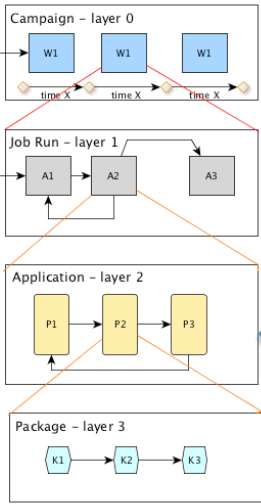 Campaign – layer 0
W1 W1 W1
time X time X time X
Job Run – layer 1
A1 A2 A3
Application – layer 2
P1 P2 P3
Package – layer 3
K1 K2 K3